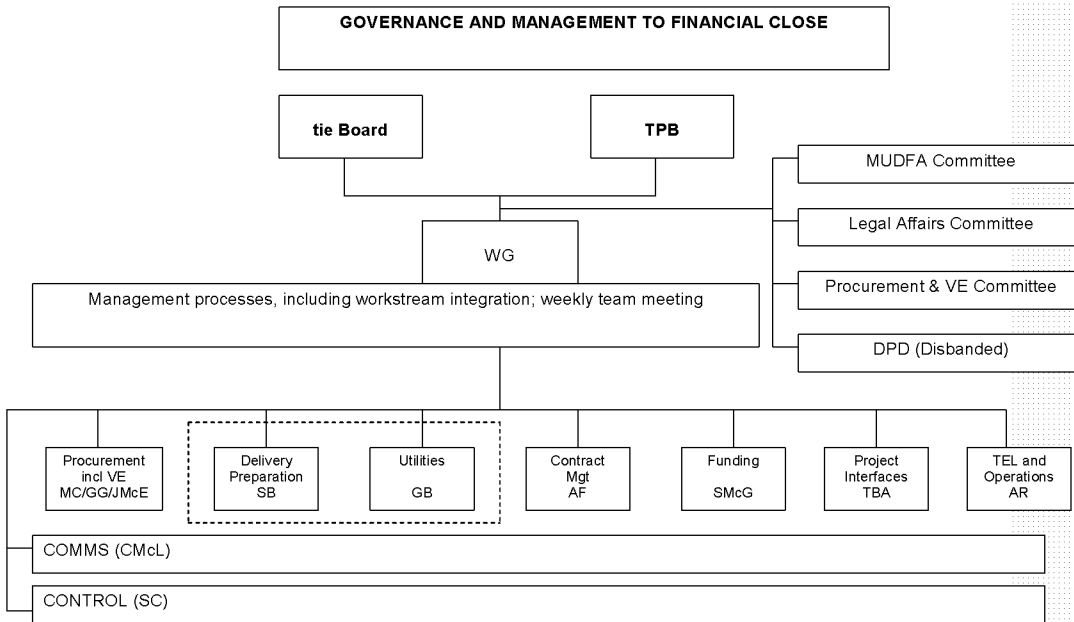 GOVERNANCE AND MANAGEMENT TO FINANCIAL CLOSE
tie Board
TPB
MUDFA Committee
Legal Affairs Committee
WG
Procurement & VE Committee
Management processes, including workstream integration; weekly team meeting
DPD (Disbanded)
Procurement
incl VE
MC/GG/JMcE
Delivery
Preparation
SB
Utilities
GB
Contract
Mgt
AF
Funding
SMcG
Project
Interfaces
TBA
TEL and
Operations
AR
COMMS (CMcL)
CONTROL (SC)